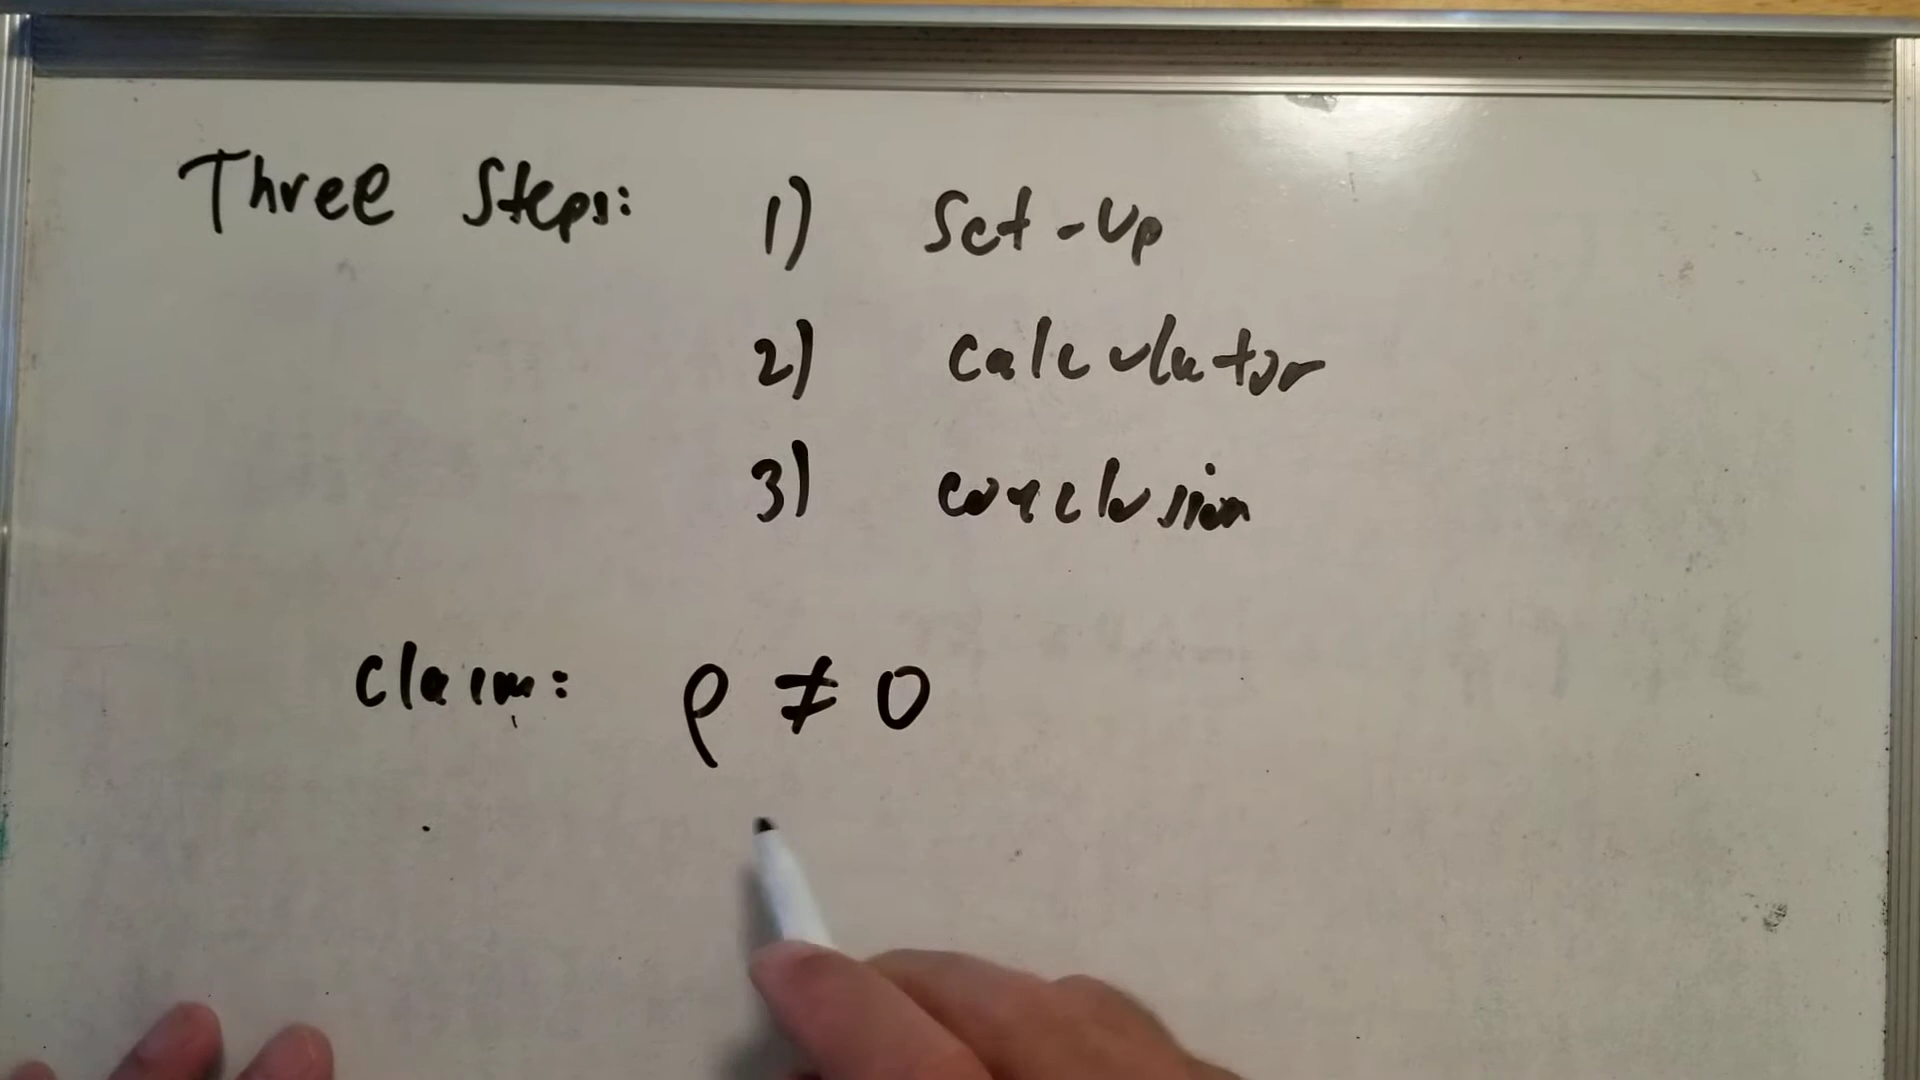 Three Steps: 1) Set-Up
2) calculator
3) conclusion
claim: ρ ≠ 0